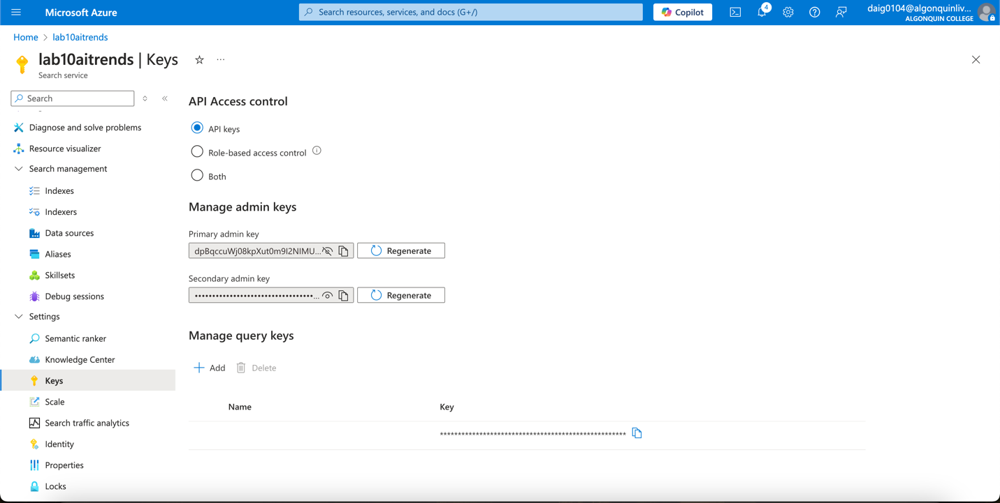 Microsoft Azure
Search resources, services, and docs (G+/)
Copilot
4
daig0104@algonquinliv...
ALGONQUIN COLLEGE
Home > lab10aitrends
lab10aitrends | Keys
Search service
Search
Diagnose and solve problems
Resource visualizer
Search management
Indexes
Indexers
Data sources
Aliases
Skillsets
Debug sessions
Settings
Semantic ranker
Knowledge Center
Keys
Scale
Search traffic analytics
Identity
Properties
Locks
API Access control
API keys
Role-based access control
Both
Manage admin keys
Primary admin key
dpBqccuWj08kpXut0m9I2NIMU...
Regenerate
Secondary admin key
••••••••••••••••••••••••••••••••••...
Regenerate
Manage query keys
Add
Delete
Name Key
****************************************************